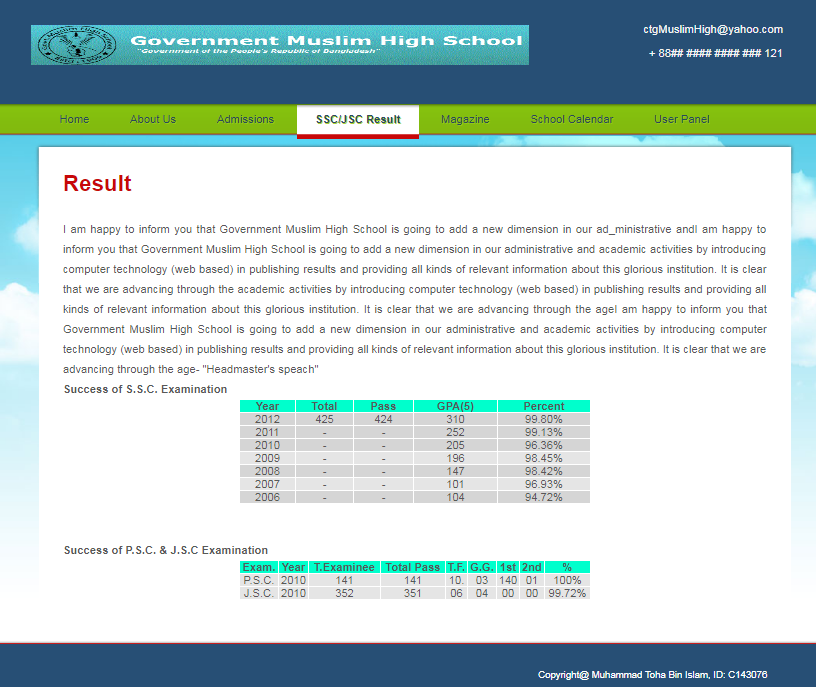 Government Muslim High School
"Government of the People's Republic of Bangladesh"
ctgMuslimHigh@yahoo.com
+ 88## #### #### ### 121
Home About Us Admissions SSC/JSC Result Magazine School Calendar User Panel
Result
I am happy to inform you that Government Muslim High School is going to add a new dimension in our ad_ministrative andI am happy to
inform you that Government Muslim High School is going to add a new dimension in our administrative and academic activities by introducing
computer technology (web based) in publishing results and providing all kinds of relevant information about this glorious institution. It is clear
that we are advancing through the academic activities by introducing computer technology (web based) in publishing results and providing all
kinds of relevant information about this glorious institution. It is clear that we are advancing through the ageI am happy to inform you that
Government Muslim High School is going to add a new dimension in our administrative and academic activities by introducing computer
technology (web based) in publishing results and providing all kinds of relevant information about this glorious institution. It is clear that we are
advancing through the age- "Headmaster's speach"
Success of S.S.C. Examination
Year Total Pass GPA(5) Percent
2012 425 424 310 99.80%
2011 - - 252 99.13%
2010 - - 205 96.36%
2009 - - 196 98.45%
2008 - - 147 98.42%
2007 - - 101 96.93%
2006 - - 104 94.72%
Success of P.S.C. & J.S.C Examination
Exam. Year T.Examinee Total Pass T.F. G.G. 1st 2nd %
P.S.C. 2010 141 141 10. 03 140 01 100%
J.S.C. 2010 352 351 06 04 00 00 99.72%
Copyright@ Muhammad Toha Bin Islam, ID: C143076